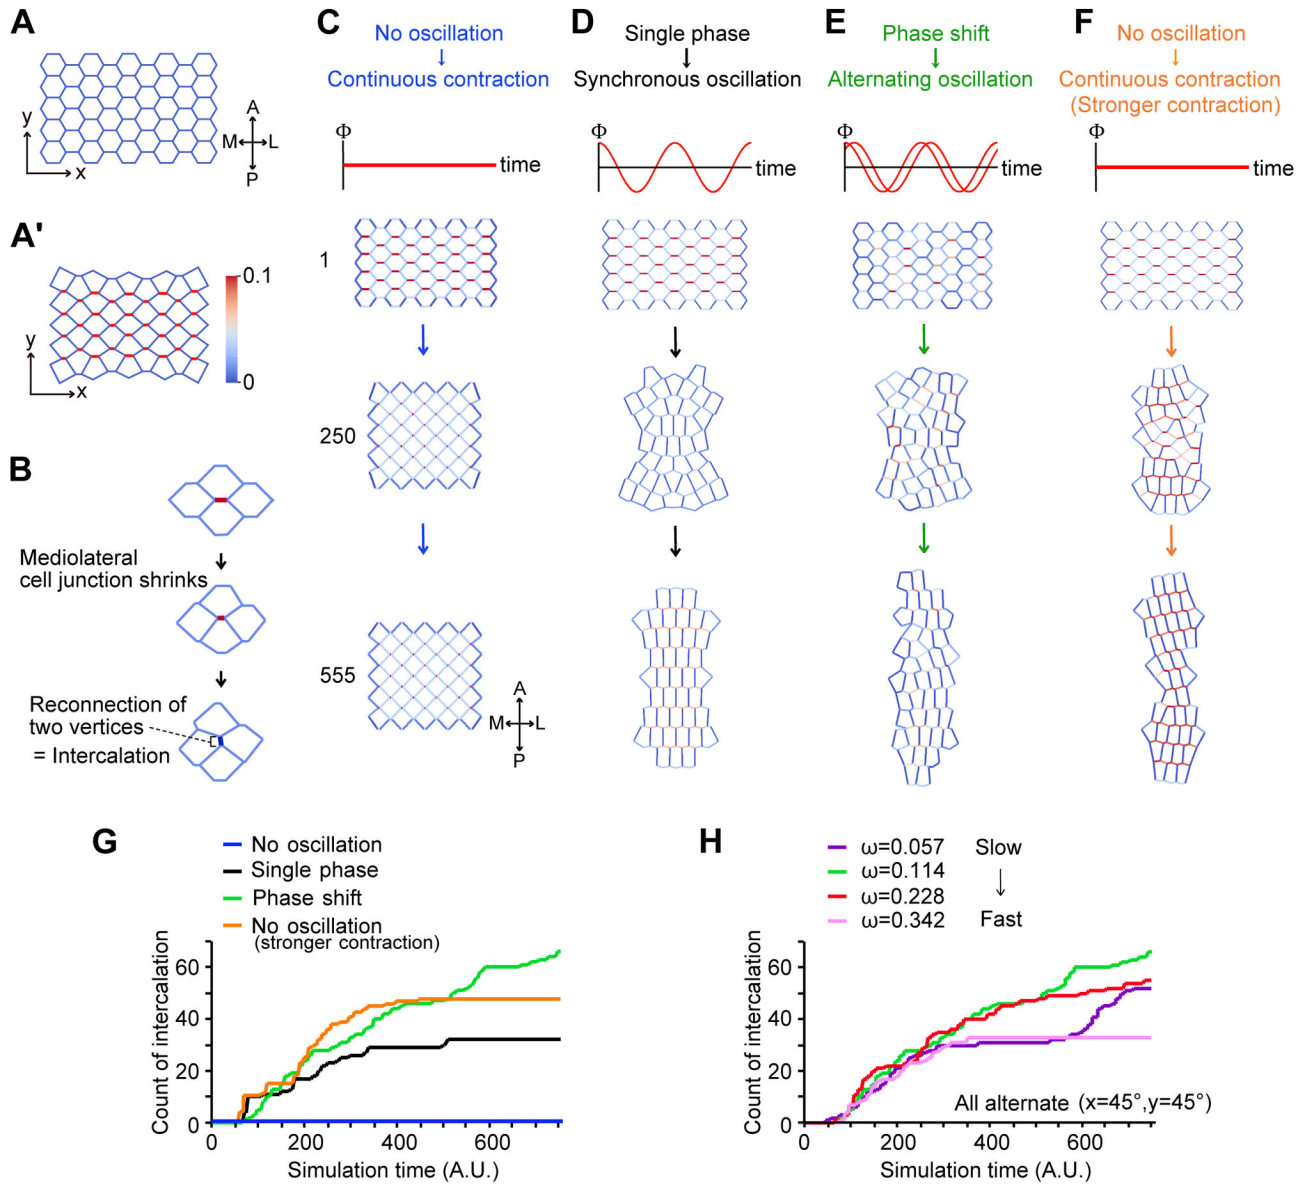 A
y
x
A
M L
P
A'
0.1
0
y
x
B
Mediolateral
cell junction shrinks
Reconnection of
two vertices
= Intercalation
C
No oscillation
Continuous contraction
Φ
time
1
250
555
A
M L
P
D
Single phase
Synchronous oscillation
Φ
time
E
Phase shift
Alternating oscillation
Φ
time
F
No oscillation
Continuous contraction
(Stronger contraction)
Φ
time
G
No oscillation
Single phase
Phase shift
No oscillation
(stronger contraction)
Count of intercalation
60
40
20
0
0 200 400 600
Simulation time (A.U.)
H
ω=0.057 Slow
ω=0.114
ω=0.228
ω=0.342 Fast
Count of intercalation
60
40
20
0
All alternate (x=45°,y=45°)
0 200 400 600
Simulation time (A.U.)